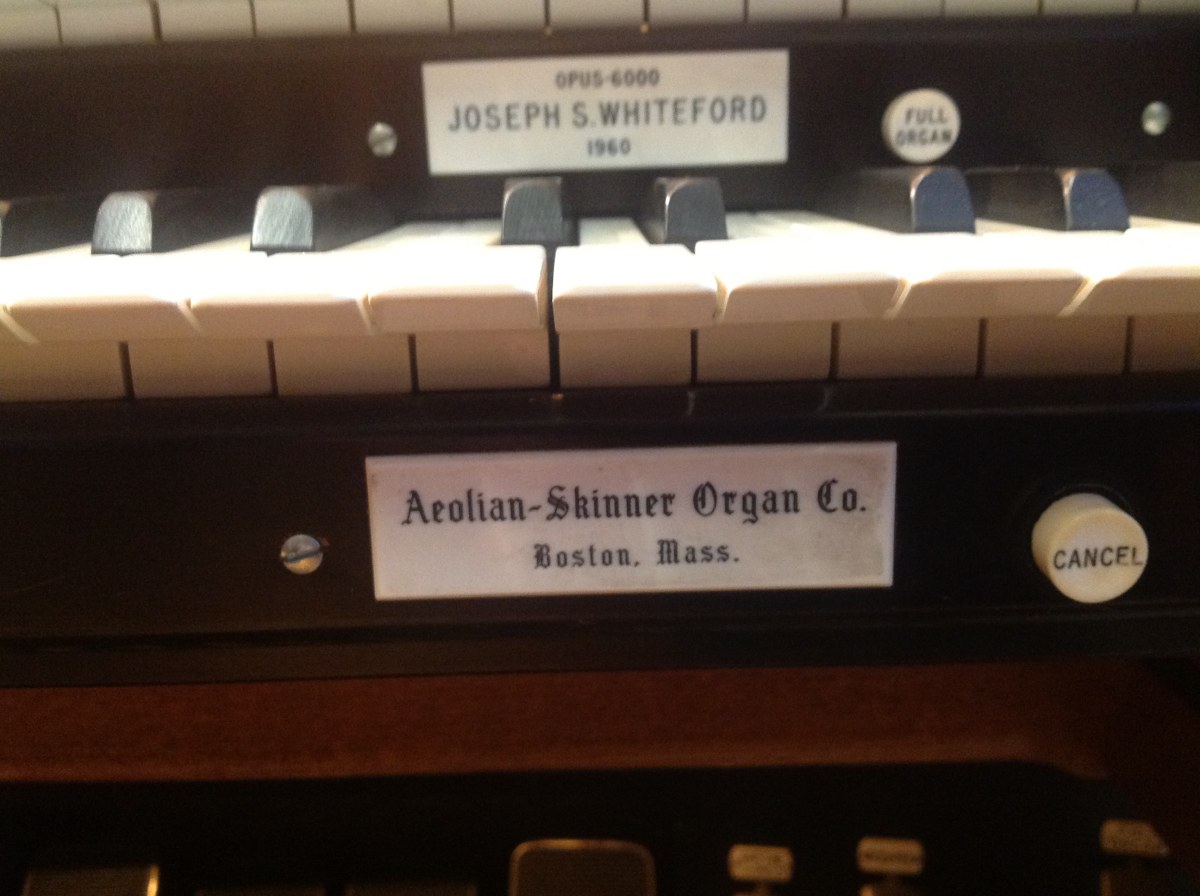 OPUS-6000
JOSEPH S. WHITEFORD
1960
FULL
ORGAN
Aeolian-Skinner Organ Co.
Boston, Mass.
CANCEL